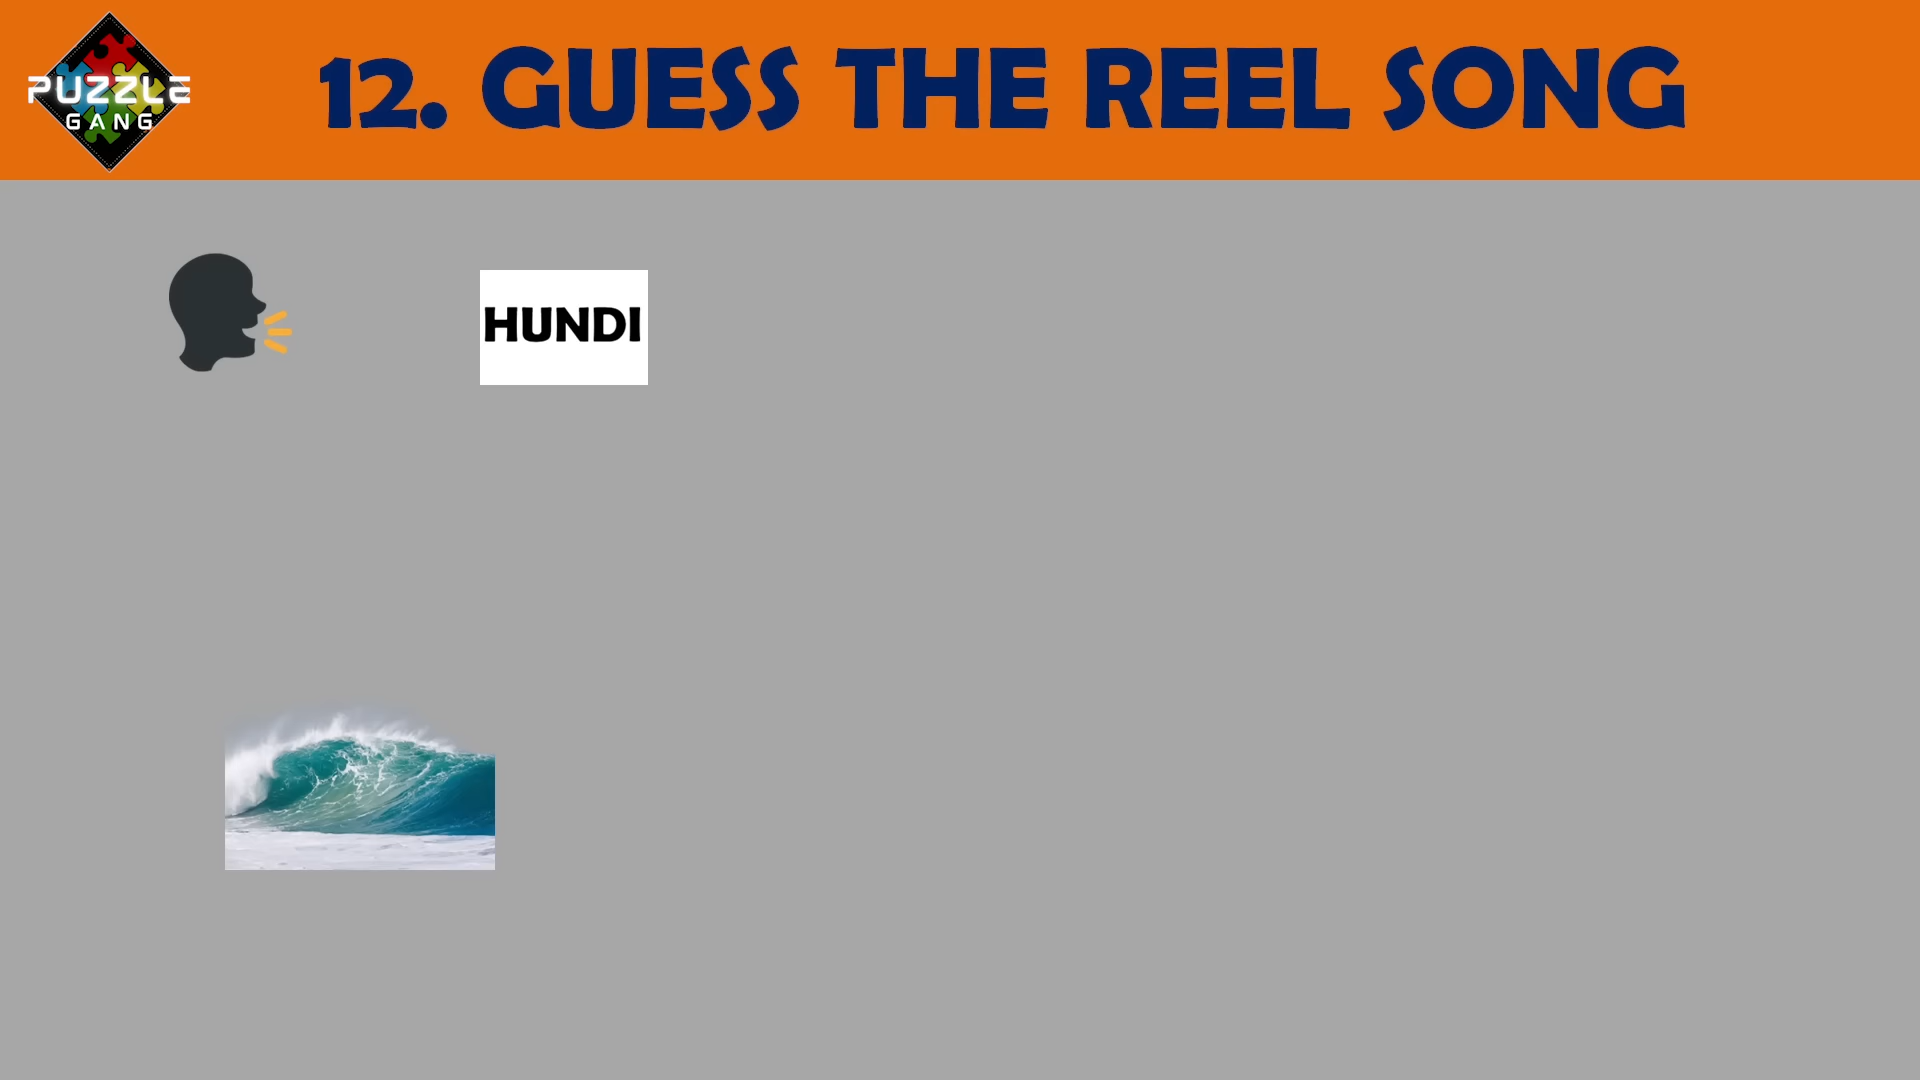 PUZZLE
GANG
12. GUESS THE REEL SONG
HUNDI